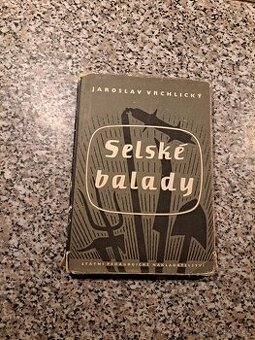 JAROSLAV VRCHLICKÝ
Selské
balady
STÁTNÍ PEDAGOGICKÉ NAKLADATELSTVÍ